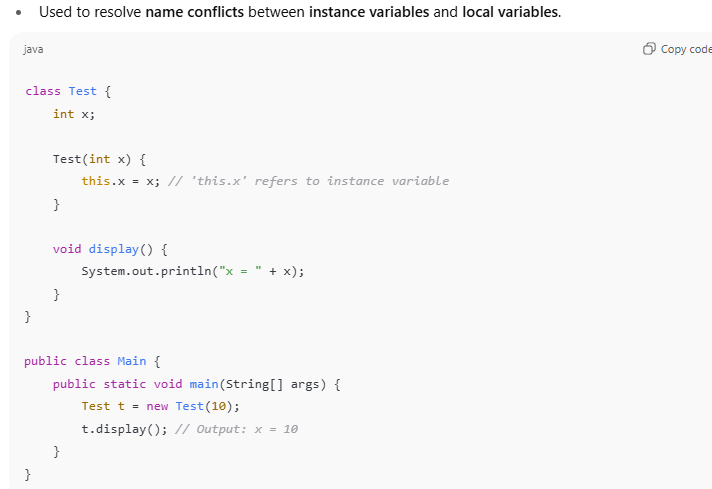 • Used to resolve name conflicts between instance variables and local variables.
java
Copy code
class Test {
    int x;

    Test(int x) {
        this.x = x; // 'this.x' refers to instance variable
    }

    void display() {
        System.out.println("x = " + x);
    }
}

public class Main {
    public static void main(String[] args) {
        Test t = new Test(10);
        t.display(); // Output: x = 10
    }
}